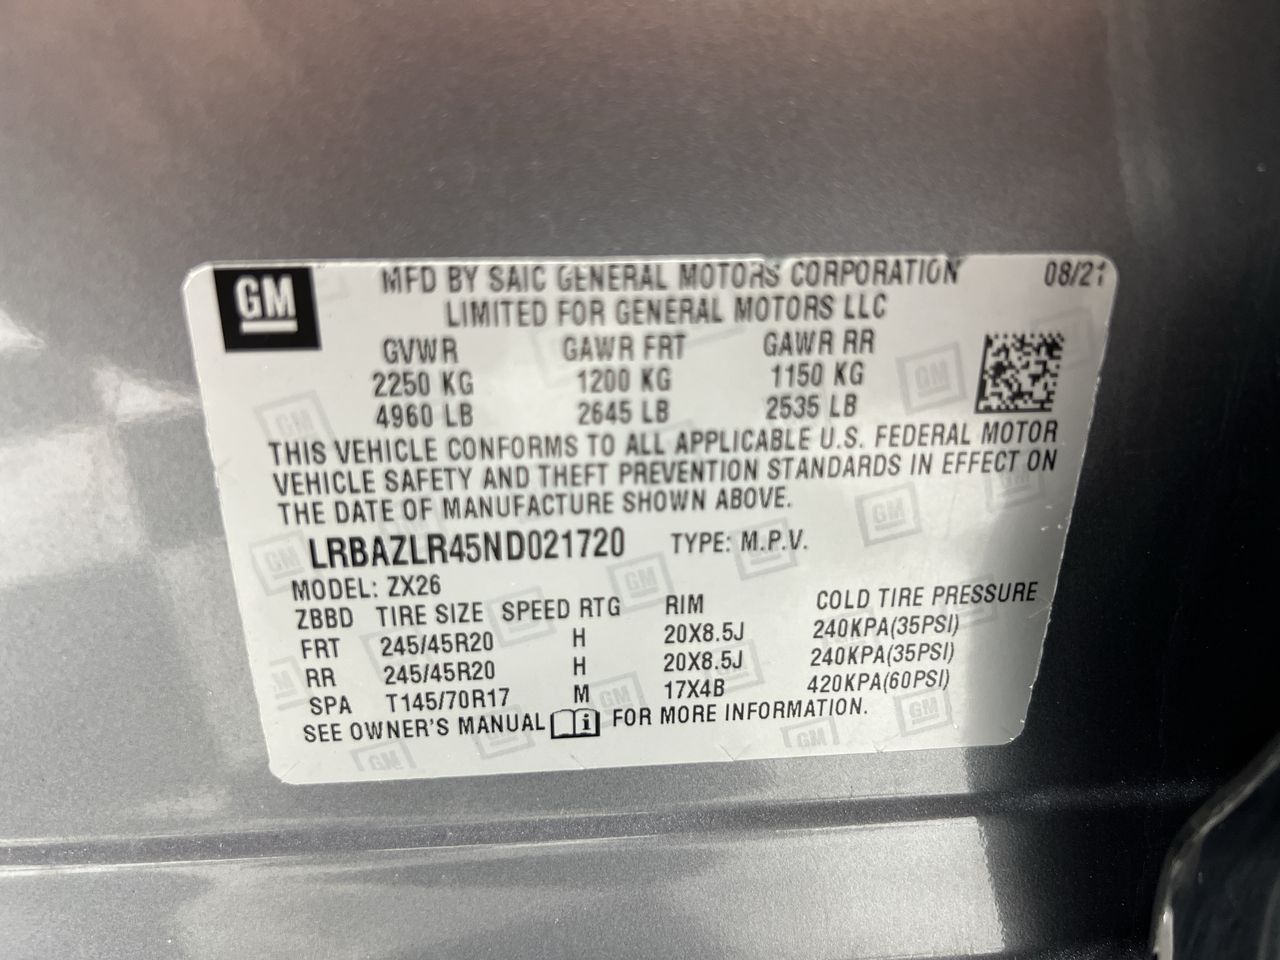 GM
MFD BY SAIC GENERAL MOTORS CORPORATION 08/21
LIMITED FOR GENERAL MOTORS LLC
GVWR GAWR FRT GAWR RR
2250 KG 1200 KG 1150 KG
4960 LB 2645 LB 2535 LB
THIS VEHICLE CONFORMS TO ALL APPLICABLE U.S. FEDERAL MOTOR
VEHICLE SAFETY AND THEFT PREVENTION STANDARDS IN EFFECT ON
THE DATE OF MANUFACTURE SHOWN ABOVE.
LRBAZLR45ND021720 TYPE: M.P.V.
MODEL: ZX26
ZBBD TIRE SIZE SPEED RTG RIM COLD TIRE PRESSURE
FRT 245/45R20 H 20X8.5J 240KPA(35PSI)
RR 245/45R20 H 20X8.5J 240KPA(35PSI)
SPA T145/70R17 M 17X4B 420KPA(60PSI)
SEE OWNER'S MANUAL i FOR MORE INFORMATION.